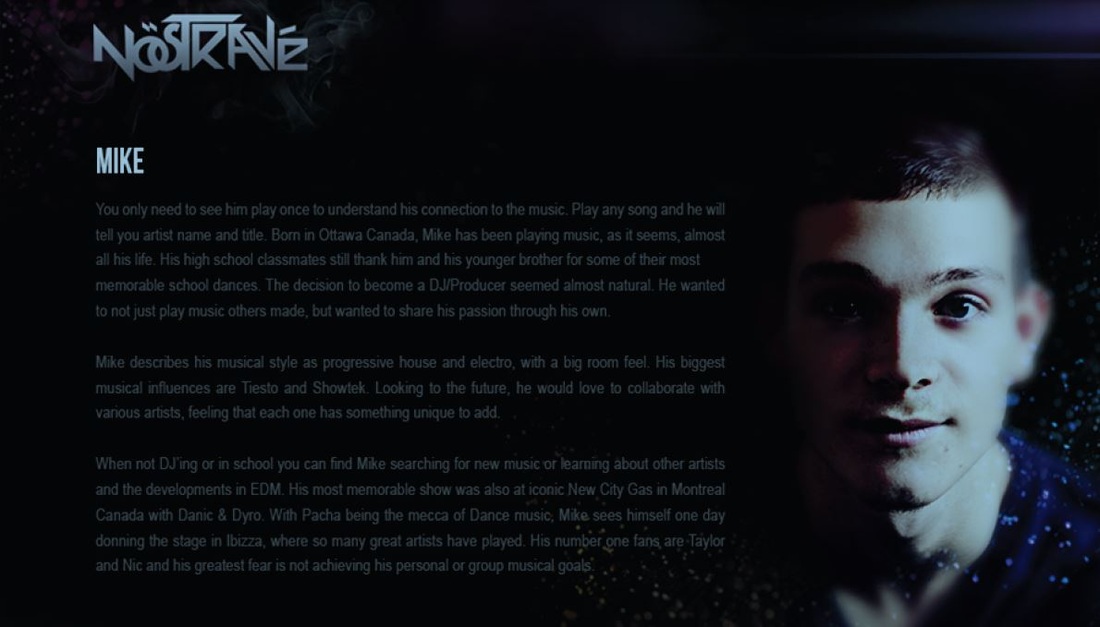 NÖSTRAVÉ
MIKE
You only need to see him play once to understand his connection to the music. Play any song and he will
tell you artist name and title. Born in Ottawa Canada, Mike has been playing music, as it seems, almost
all his life. His high school classmates still thank him and his younger brother for some of their most
memorable school dances. The decision to become a DJ/Producer seemed almost natural. He wanted
to not just play music others made, but wanted to share his passion through his own.
Mike describes his musical style as progressive house and electro, with a big room feel. His biggest
musical influences are Tiesto and Showtek. Looking to the future, he would love to collaborate with
various artists, feeling that each one has something unique to add.
When not DJ'ing or in school you can find Mike searching for new music or learning about other artists
and the developments in EDM. His most memorable show was also at iconic New City Gas in Montreal
Canada with Danic & Dyro. With Pacha being the mecca of Dance music, Mike sees himself one day
donning the stage in Ibizza, where so many great artists have played. His number one fans are Taylor
and Nic and his greatest fear is not achieving his personal or group musical goals.